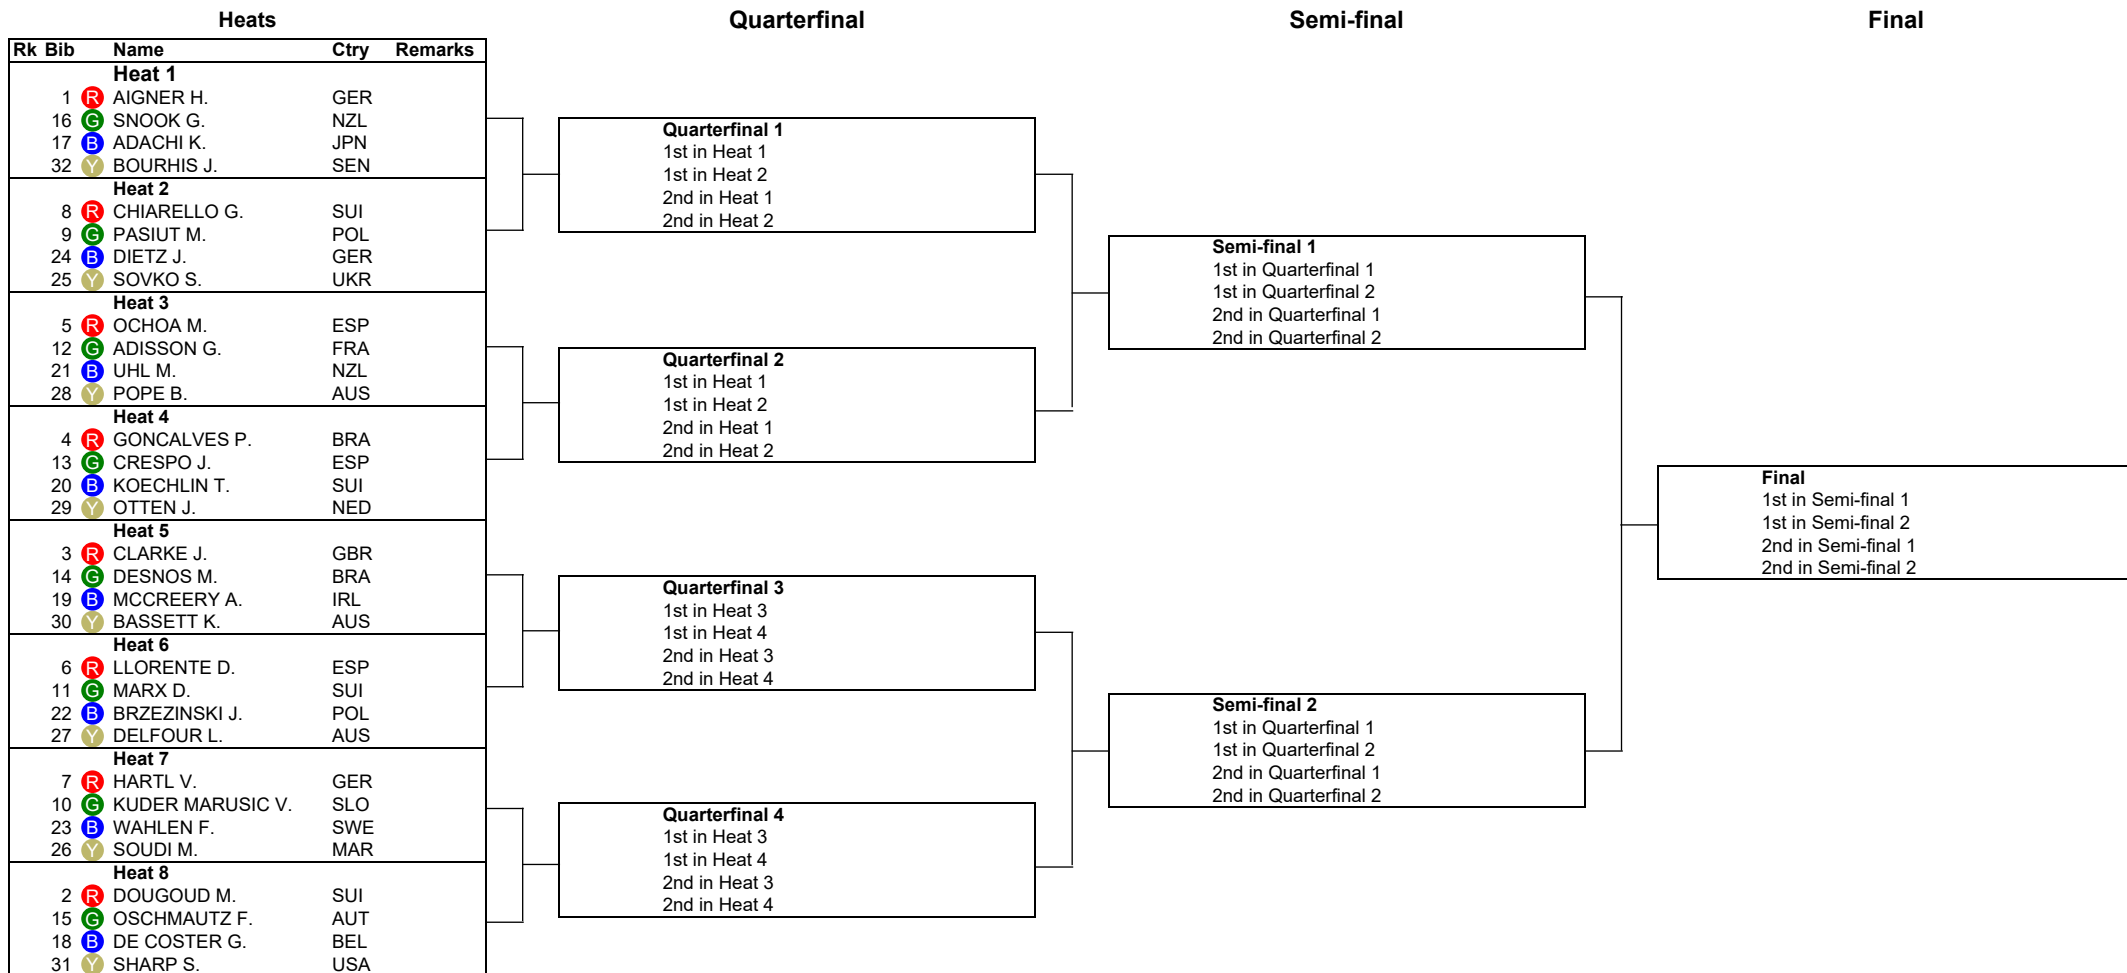 Heats
Quarterfinal
Semi-final
Final
Rk Bib Name Ctry Remarks
Heat 1
1 R AIGNER H. GER
16 G SNOOK G. NZL
17 B ADACHI K. JPN
32 Y BOURHIS J. SEN
Heat 2
8 R CHIARELLO G. SUI
9 G PASIUT M. POL
24 B DIETZ J. GER
25 Y SOVKO S. UKR
Heat 3
5 R OCHOA M. ESP
12 G ADISSON G. FRA
21 B UHL M. NZL
28 Y POPE B. AUS
Heat 4
4 R GONCALVES P. BRA
13 G CRESPO J. ESP
20 B KOECHLIN T. SUI
29 Y OTTEN J. NED
Heat 5
3 R CLARKE J. GBR
14 G DESNOS M. BRA
19 B MCCREERY A. IRL
30 Y BASSETT K. AUS
Heat 6
6 R LLORENTE D. ESP
11 G MARX D. SUI
22 B BRZEZINSKI J. POL
27 Y DELFOUR L. AUS
Heat 7
7 R HARTL V. GER
10 G KUDER MARUSIC V. SLO
23 B WAHLEN F. SWE
26 Y SOUDI M. MAR
Heat 8
2 R DOUGOUD M. SUI
15 G OSCHMAUTZ F. AUT
18 B DE COSTER G. BEL
31 Y SHARP S. USA
Quarterfinal 1
1st in Heat 1
1st in Heat 2
2nd in Heat 1
2nd in Heat 2
Quarterfinal 2
1st in Heat 1
1st in Heat 2
2nd in Heat 1
2nd in Heat 2
Quarterfinal 3
1st in Heat 3
1st in Heat 4
2nd in Heat 3
2nd in Heat 4
Quarterfinal 4
1st in Heat 3
1st in Heat 4
2nd in Heat 3
2nd in Heat 4
Semi-final 1
1st in Quarterfinal 1
1st in Quarterfinal 2
2nd in Quarterfinal 1
2nd in Quarterfinal 2
Semi-final 2
1st in Quarterfinal 1
1st in Quarterfinal 2
2nd in Quarterfinal 1
2nd in Quarterfinal 2
Final
1st in Semi-final 1
1st in Semi-final 2
2nd in Semi-final 1
2nd in Semi-final 2